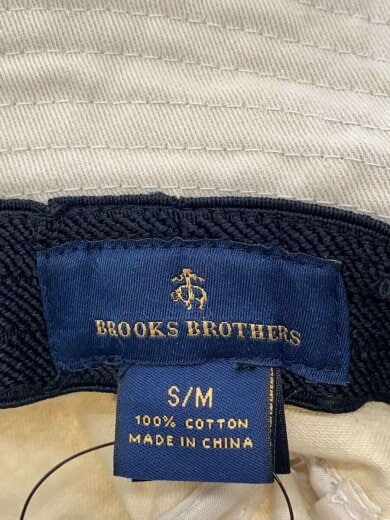 BROOKS BROTHERS
S/M
100% COTTON
MADE IN CHINA